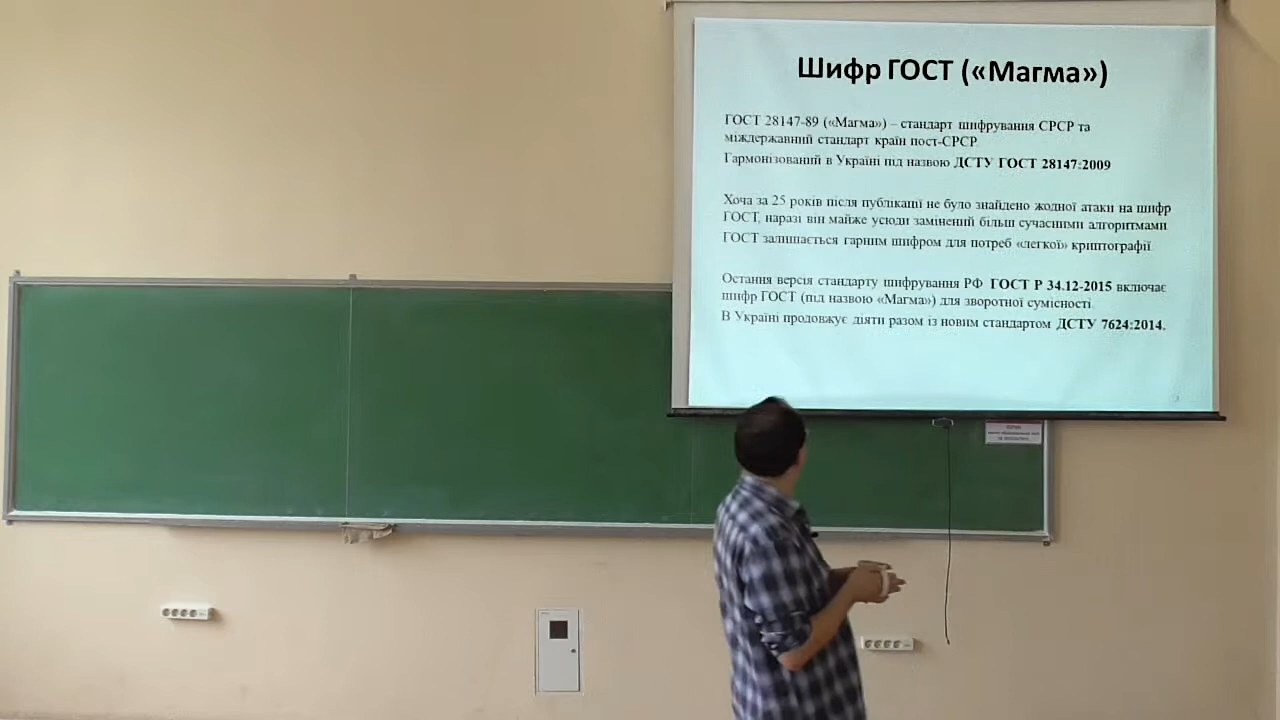 Шифр ГОСТ («Магма»)
ГОСТ 28147-89 («Магма») – стандарт шифрування СРСР та
міждержавний стандарт країн пост-СРСР.
Гармонізований в Україні під назвою ДСТУ ГОСТ 28147:2009
Хоча за 25 років після публікації не було знайдено жодної атаки на шифр
ГОСТ, наразі він майже усюди замінений більш сучасними алгоритмами.
ГОСТ залишається гарним шифром для потреб «легкої» криптографії
Остання версія стандарту шифрування РФ ГОСТ Р 34.12-2015 включає
шифр ГОСТ (під назвою «Магма») для зворотної сумісності.
В Україні продовжує діяти разом із новим стандартом ДСТУ 7624:2014.